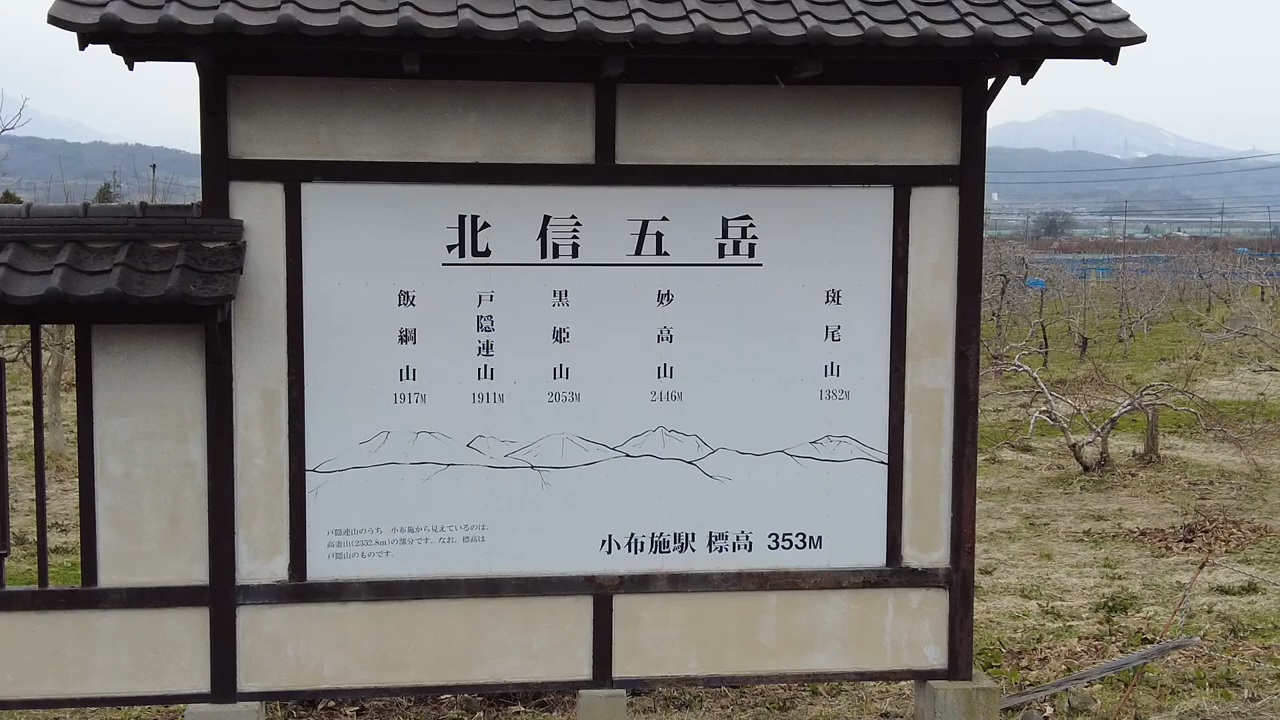 北信五岳
飯綱山
1917M
戸隠連山
1911M
黒姫山
2053M
妙高山
2446M
斑尾山
1382M
戸隠連山のうち　小布施から見えているのは、
高妻山(2352.8m)の部分です。なお、標高は
戸隠山のものです。
小布施駅 標高 353M